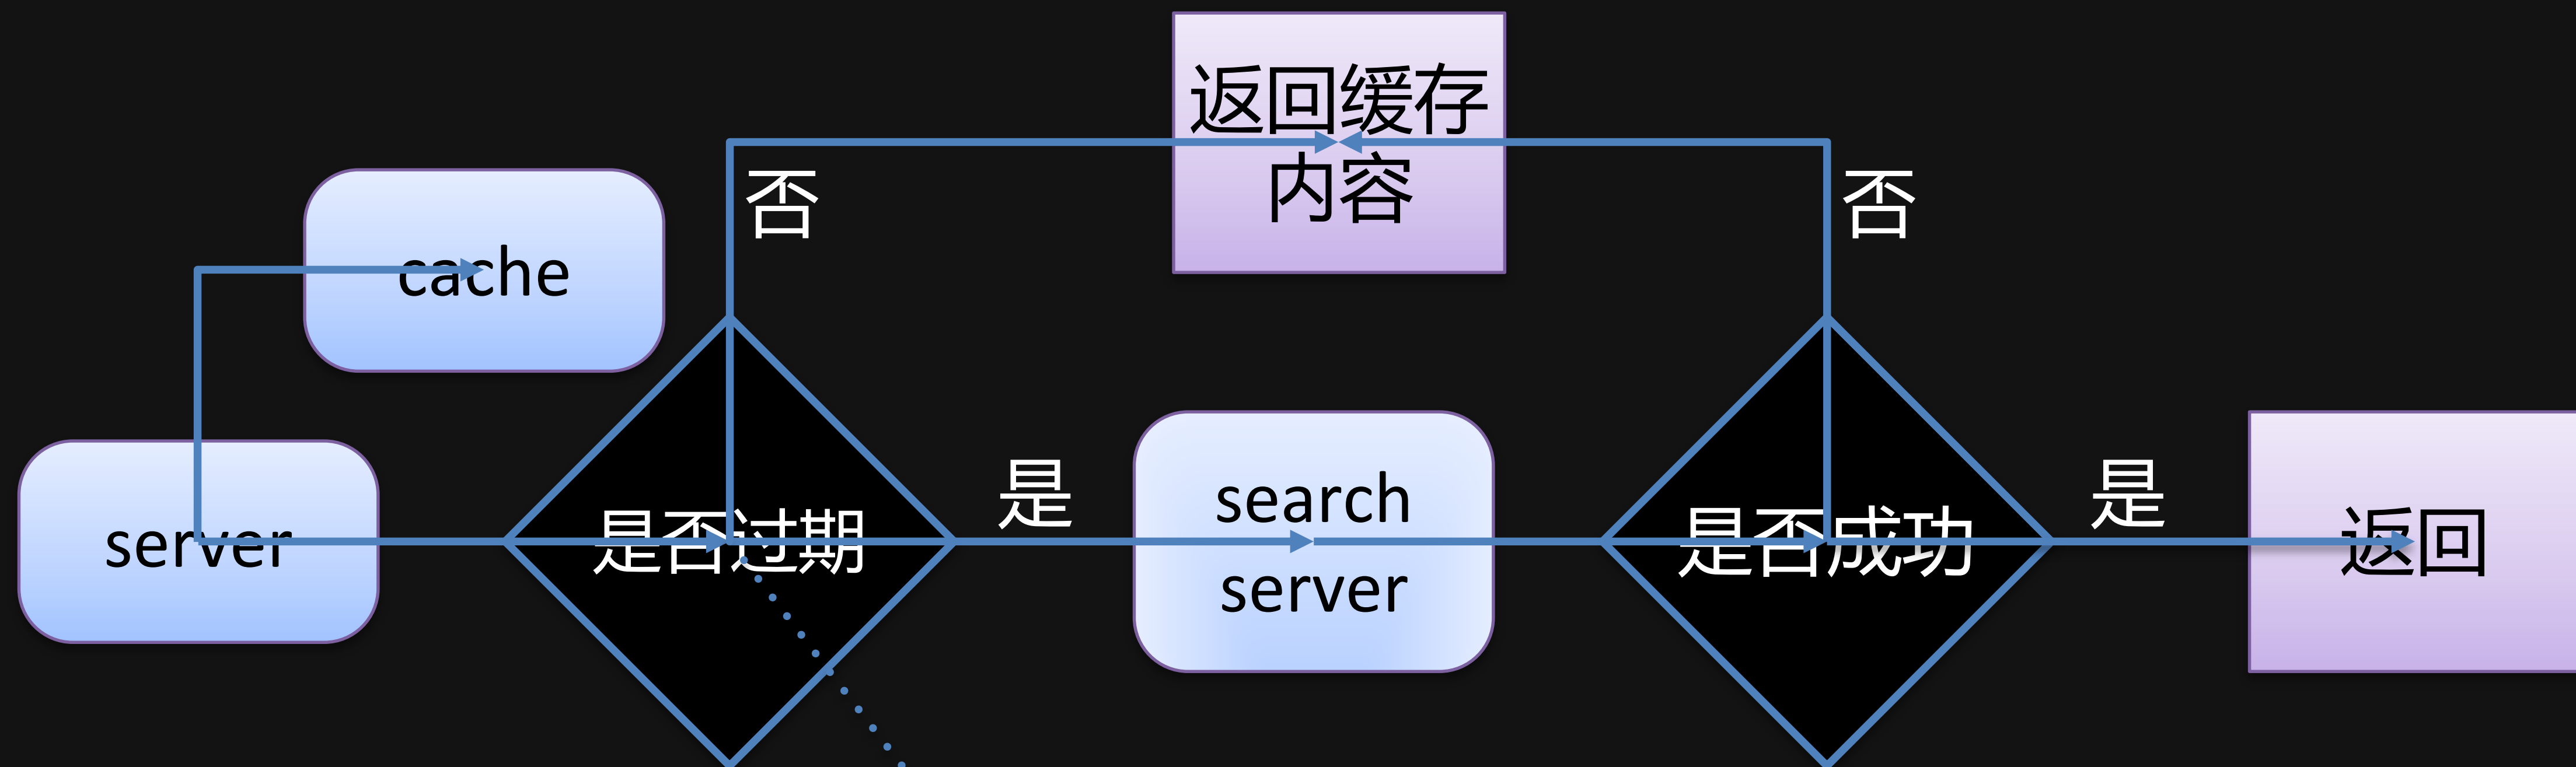 返回缓存
内容
否
否
cache
是
是
search
server
server
是否过期
是否成功
返回